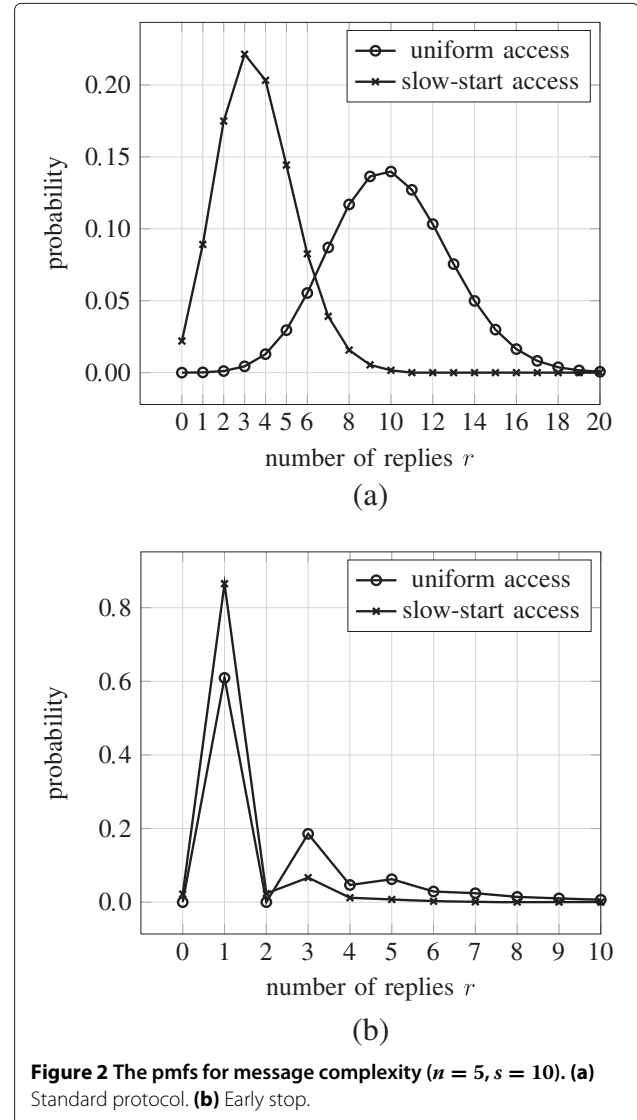 uniform access
slow-start access
0.20
0.15
0.10
0.05
0.00
probability
0 1 2 3 4 5 6 8 10 12 14 16 18 20
number of replies r
(a)
uniform access
slow-start access
0.8
0.6
0.4
0.2
0.0
probability
0 1 2 3 4 5 6 7 8 9 10
number of replies r
(b)
Figure 2 The pmfs for message complexity (n = 5, s = 10). (a)
Standard protocol. (b) Early stop.